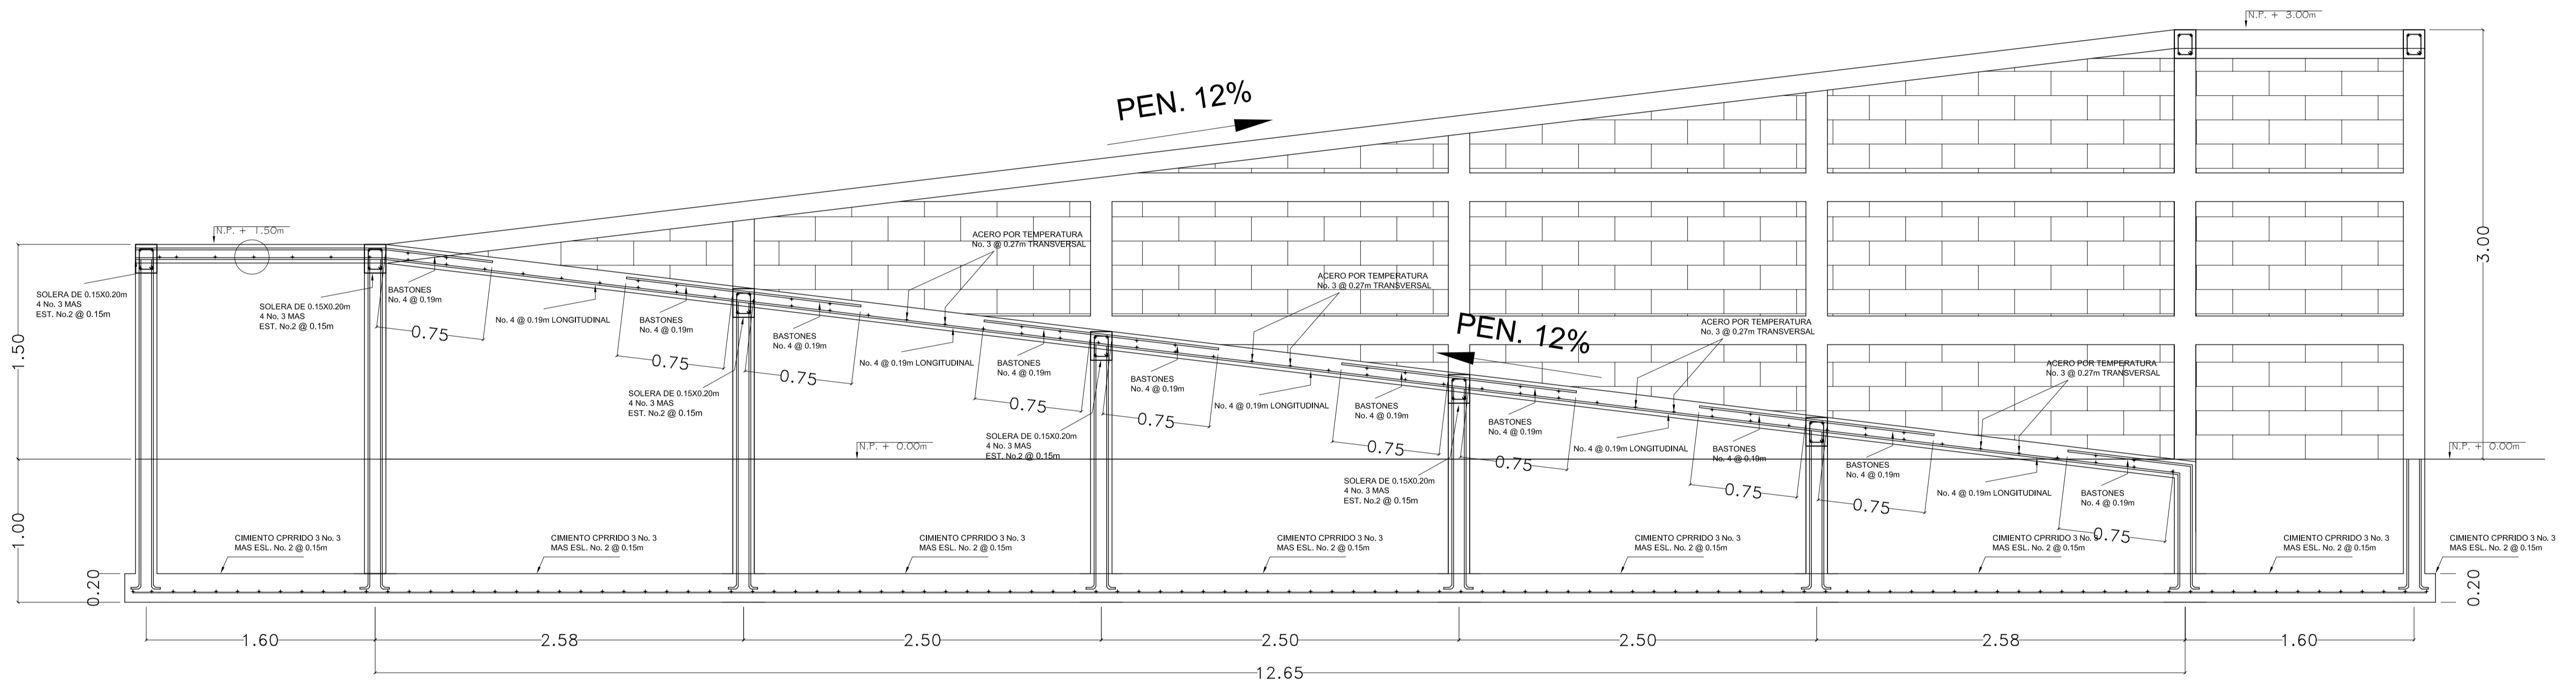 N.P. + 3.00m
PEN. 12%
3.00
N.P. + 1.50m
ACERO POR TEMPERATURA
No. 3 @ 0.27m TRANSVERSAL
ACERO POR TEMPERATURA
No. 3 @ 0.27m TRANSVERSAL
SOLERA DE 0.15X0.20m
4 No. 3 MAS
EST. No.2 @ 0.15m
SOLERA DE 0.15X0.20m
4 No. 3 MAS
EST. No.2 @ 0.15m
BASTONES
No. 4 @ 0.19m
0.75
No. 4 @ 0.19m LONGITUDINAL
BASTONES
No. 4 @ 0.19m
0.75
BASTONES
No. 4 @ 0.19m
0.75
PEN. 12%
ACERO POR TEMPERATURA
No. 3 @ 0.27m TRANSVERSAL
1.50
No. 4 @ 0.19m LONGITUDINAL
BASTONES
No. 4 @ 0.19m
0.75
BASTONES
No. 4 @ 0.19m
0.75
ACERO POR TEMPERATURA
No. 3 @ 0.27m TRANSVERSAL
SOLERA DE 0.15X0.20m
4 No. 3 MAS
EST. No.2 @ 0.15m
No. 4 @ 0.19m LONGITUDINAL
BASTONES
No. 4 @ 0.19m
0.75
BASTONES
No. 4 @ 0.19m
0.75
N.P. + 0.00m
SOLERA DE 0.15X0.20m
4 No. 3 MAS
EST. No.2 @ 0.15m
No. 4 @ 0.19m LONGITUDINAL
BASTONES
No. 4 @ 0.19m
0.75
BASTONES
No. 4 @ 0.19m
0.75
N.P. + 0.00m
SOLERA DE 0.15X0.20m
4 No. 3 MAS
EST. No.2 @ 0.15m
No. 4 @ 0.19m LONGITUDINAL
BASTONES
No. 4 @ 0.19m
0.75
1.00
CIMIENTO CPRRIDO 3 No. 3
MAS ESL. No. 2 @ 0.15m
CIMIENTO CPRRIDO 3 No. 3
MAS ESL. No. 2 @ 0.15m
CIMIENTO CPRRIDO 3 No. 3
MAS ESL. No. 2 @ 0.15m
CIMIENTO CPRRIDO 3 No. 3
MAS ESL. No. 2 @ 0.15m
CIMIENTO CPRRIDO 3 No. 3
MAS ESL. No. 2 @ 0.15m
CIMIENTO CPRRIDO 3 No. 3
MAS ESL. No. 2 @ 0.15m
CIMIENTO CPRRIDO 3 No. 3
MAS ESL. No. 2 @ 0.15m
CIMIENTO CPRRIDO 3 No. 3
MAS ESL. No. 2 @ 0.15m
0.20
0.20
1.60
2.58
2.50
2.50
2.50
2.58
1.60
12.65